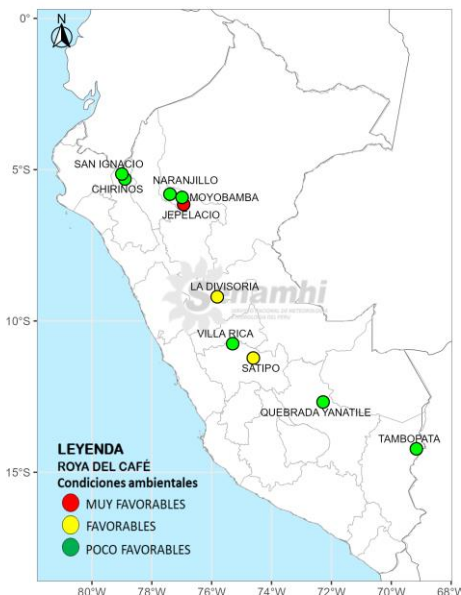 N
0°
SAN IGNACIO
CHIRINOS
NARANJILLO
MOYOBAMBA
JEPELACIO
5°S
LA DIVISORIA
Senamhi
10°S
VILLA RICA
SATIPO
QUEBRADA YANATILE
TAMBOPATA
15°S
LEYENDA
ROYA DEL CAFÉ
Condiciones ambientales
MUY FAVORABLES
FAVORABLES
POCO FAVORABLES
80°W 78°W 76°W 74°W 72°W 70°W 68°W